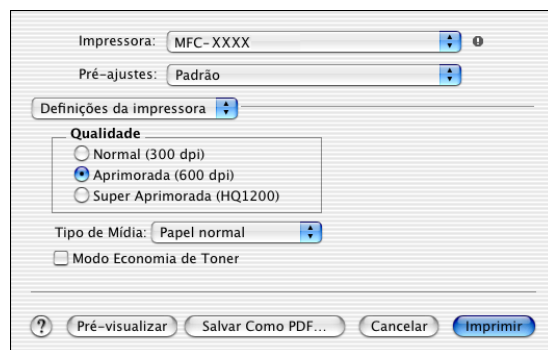 Impressora: MFC-XXXX
Pré-ajustes: Padrão
Definições da impressora
Qualidade
Normal (300 dpi)
Aprimorada (600 dpi)
Super Aprimorada (HQ1200)
Tipo de Mídia: Papel normal
Modo Economia de Toner
? Pré-visualizar Salvar Como PDF... Cancelar Imprimir